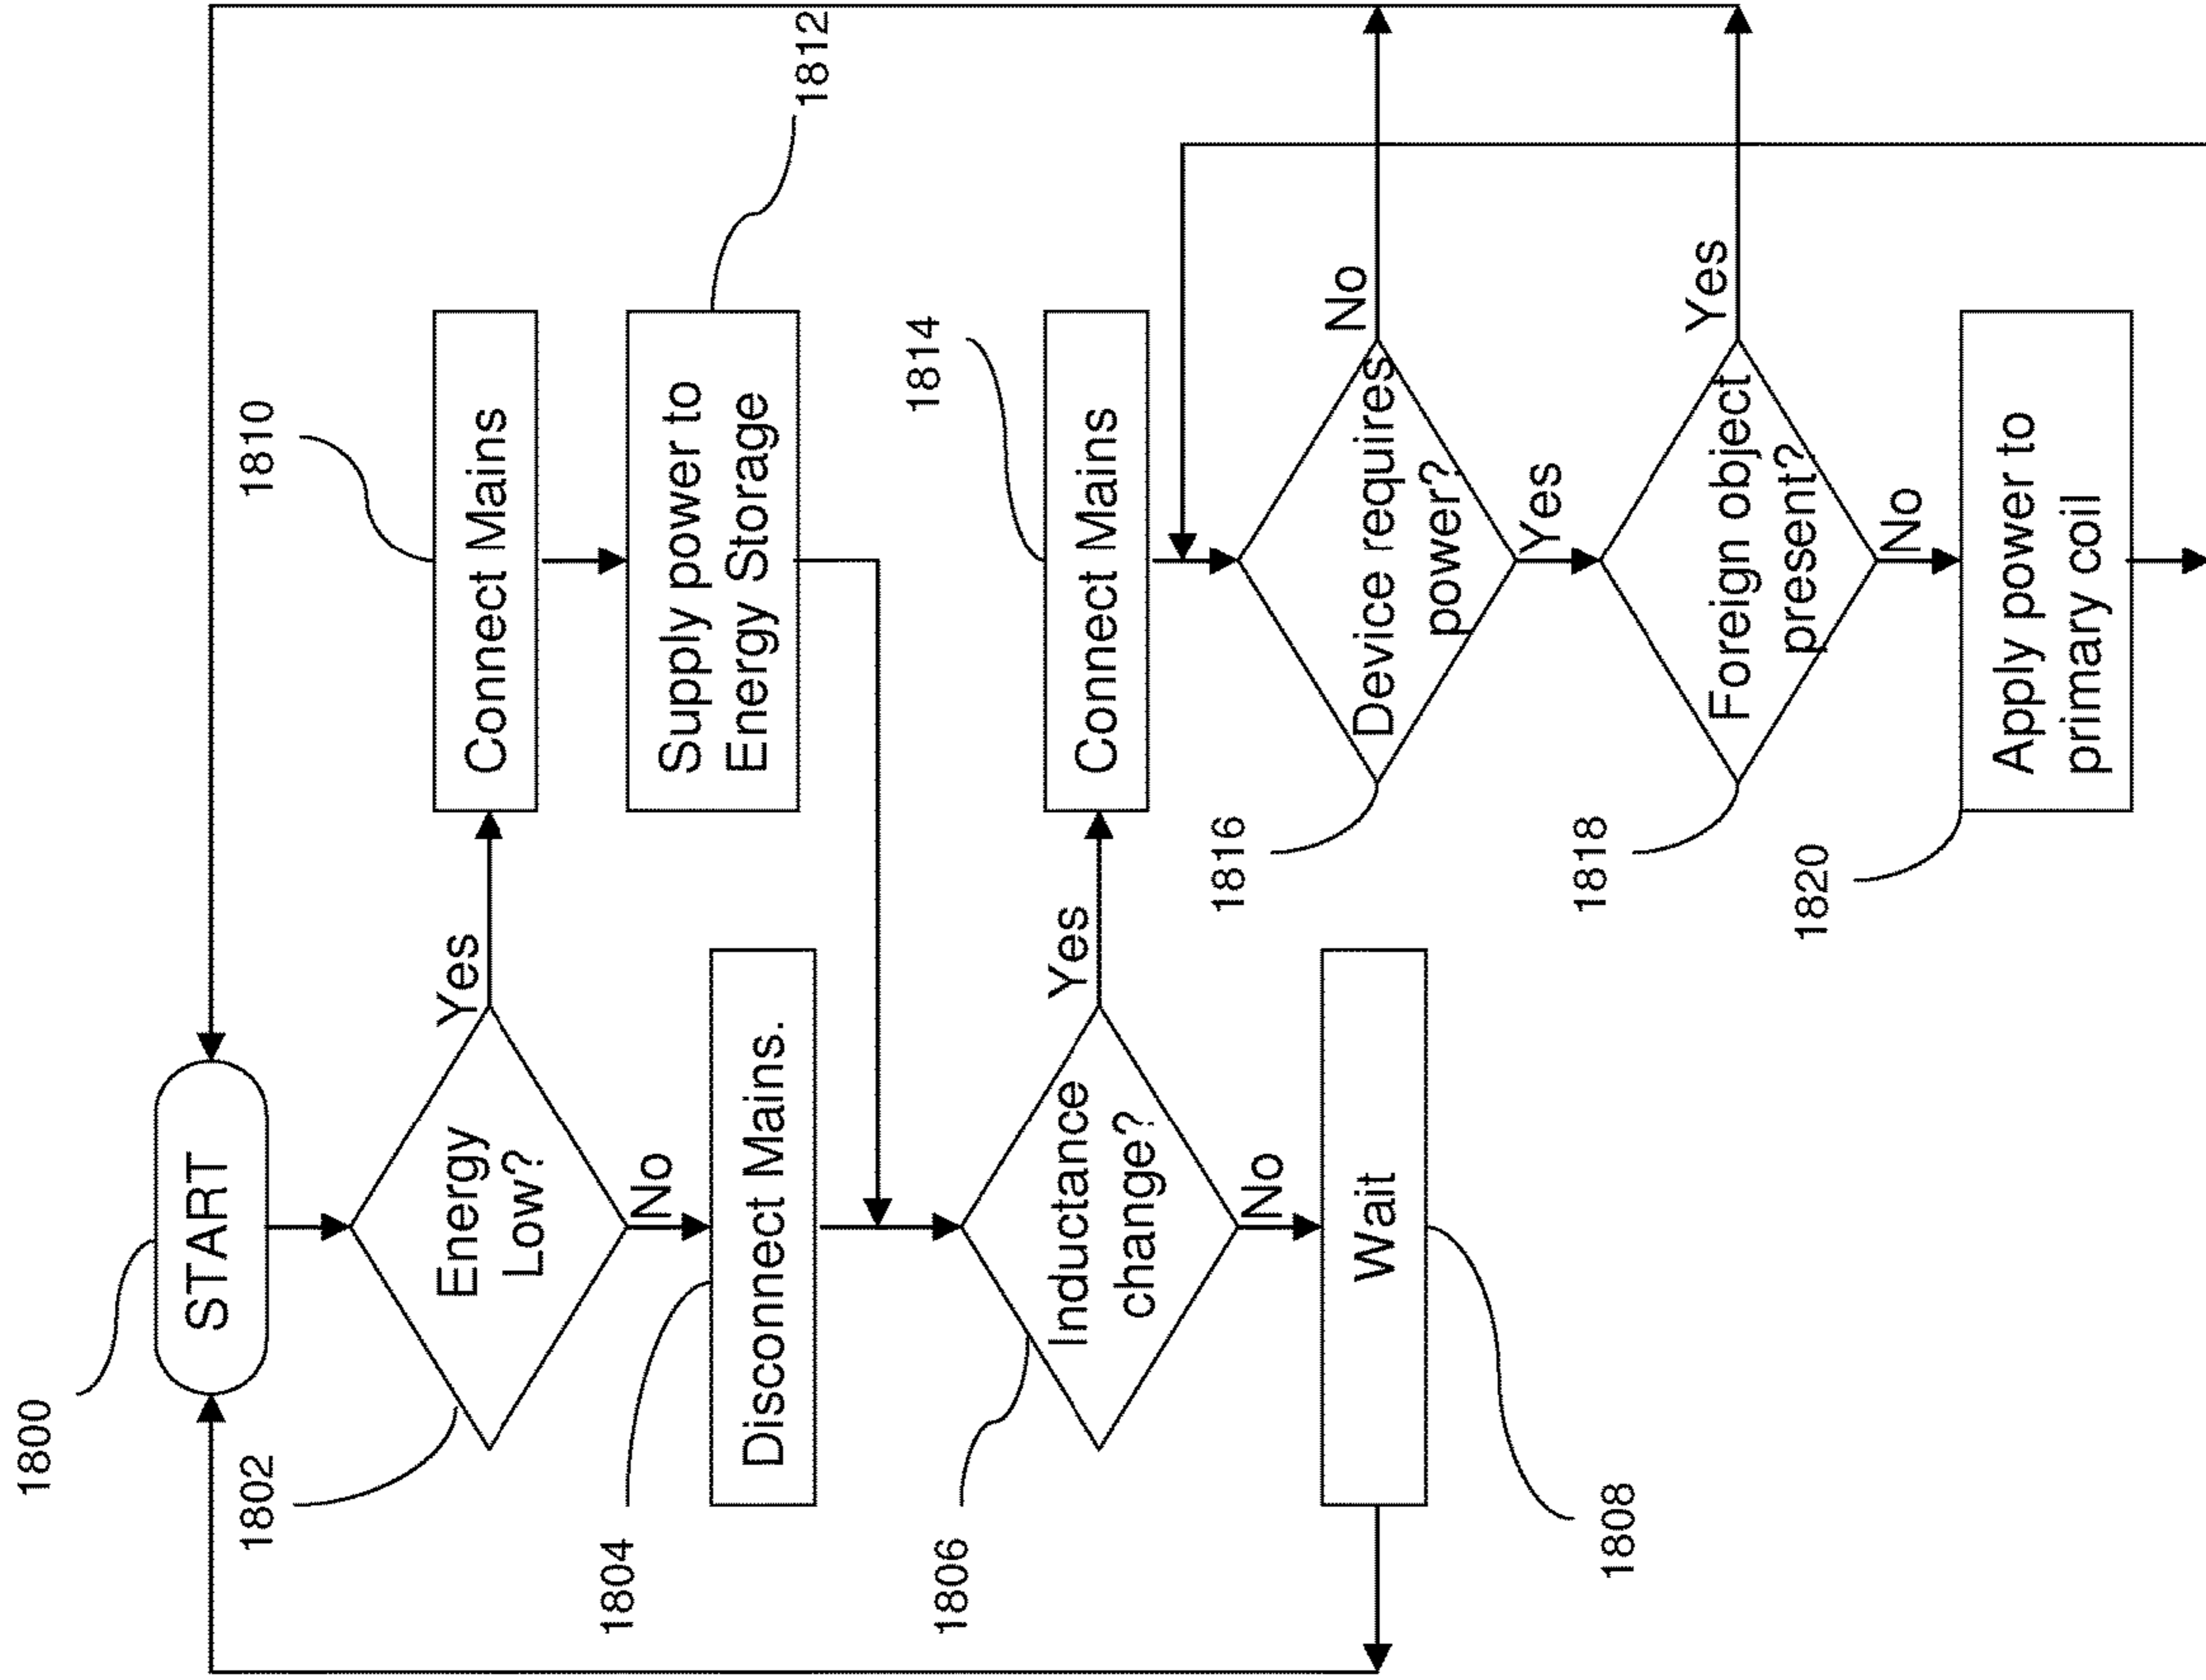 1800
START
1802
Energy
Low?
Yes
No
1804
Disconnect Mains.
1806
Inductance
change?
Yes
No
Wait
1808
1810
Connect Mains
Supply power to
Energy Storage
1812
1814
Connect Mains
1816
Device requires
power?
No
Yes
1818
Foreign object
present?
Yes
No
1820
Apply power to
primary coil